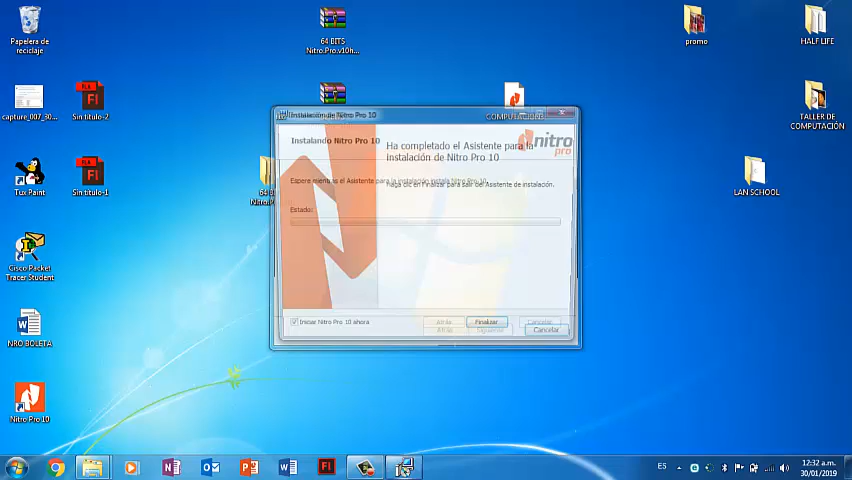 Papelera de
reciclaje
64 BITS
Nitro.Pro.v10h...
promo
HALF LIFE
capture_007_30...
Sin título-2
COMPUTACION
TALLER DE
COMPUTACIÓN
Instalación de Nitro Pro 10
Instalando Nitro Pro 10
Ha completado el Asistente para la
instalación de Nitro Pro 10
nitro
pro
Espere mientras el Asistente para la instalación instala Nitro Pro 10.
Haga clic en Finalizar para salir del Asistente de instalación.
Estado:
Tux Paint
Sin título-1
64 B
Nitro.P
LAN SCHOOL
Cisco Packet
Tracer Student
Iniciar Nitro Pro 10 ahora
Atrás
Finalizar
Cancelar
Atrás
Siguiente
Cancelar
NRO BOLETA
Nitro Pro 10
ES
12:32 a.m.
30/01/2019